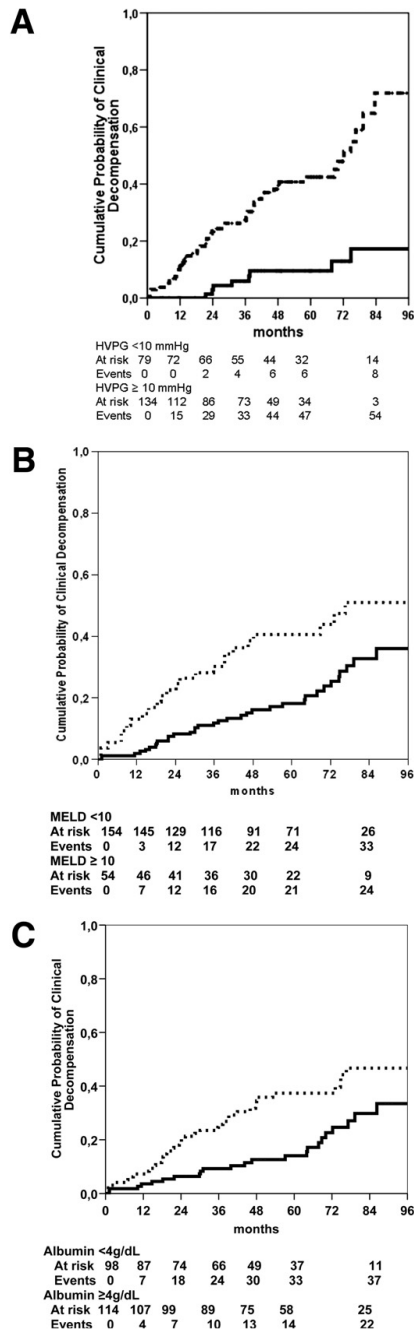 A
Cumulative Probability of Clinical
Decompensation
1,0
0,8
0,6
0,4
0,2
0,0
0 12 24 36 48 60 72 84 96
months
HVPG <10 mmHg
At risk 79 72 66 55 44 32 14
Events 0 0 2 4 6 6 8
HVPG ≥ 10 mmHg
At risk 134 112 86 73 49 34 3
Events 0 15 29 33 44 47 54
B
Cumulative Probability of Clinical Decompensation
1,0
0,8
0,6
0,4
0,2
0,0
0 12 24 36 48 60 72 84 96
months
MELD <10
At risk 154 145 129 116 91 71 26
Events 0 3 12 17 22 24 33
MELD ≥ 10
At risk 54 46 41 36 30 22 9
Events 0 7 12 16 20 21 24
C
Cumulative Probability of Clinical
Decompensation
1,0
0,8
0,6
0,4
0,2
0,0
0 12 24 36 48 60 72 84 96
months
Albumin <4g/dL
At risk 98 87 74 66 49 37 11
Events 0 7 18 24 30 33 37
Albumin ≥4g/dL
At risk 114 107 99 89 75 58 25
Events 0 4 7 10 13 14 22